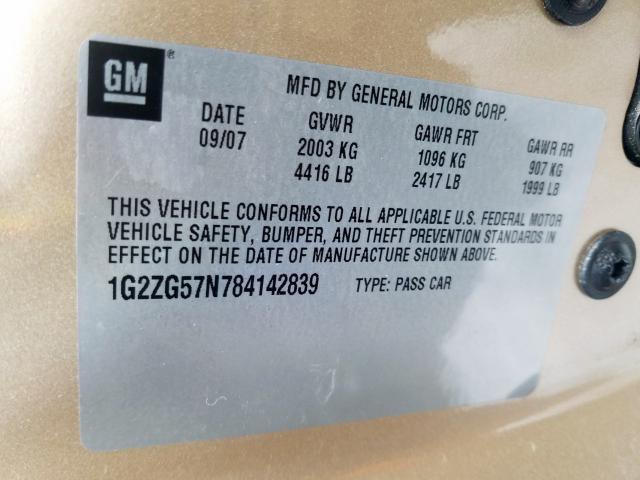 GM®
MFD BY GENERAL MOTORS CORP.
DATE GVWR GAWR FRT GAWR RR
09/07 2003 KG 1096 KG 907 KG
4416 LB 2417 LB 1999 LB
THIS VEHICLE CONFORMS TO ALL APPLICABLE U.S. FEDERAL MOTOR
VEHICLE SAFETY, BUMPER, AND THEFT PREVENTION STANDARDS IN
EFFECT ON THE DATE OF MANUFACTURE SHOWN ABOVE.
1G2ZG57N784142839 TYPE: PASS CAR